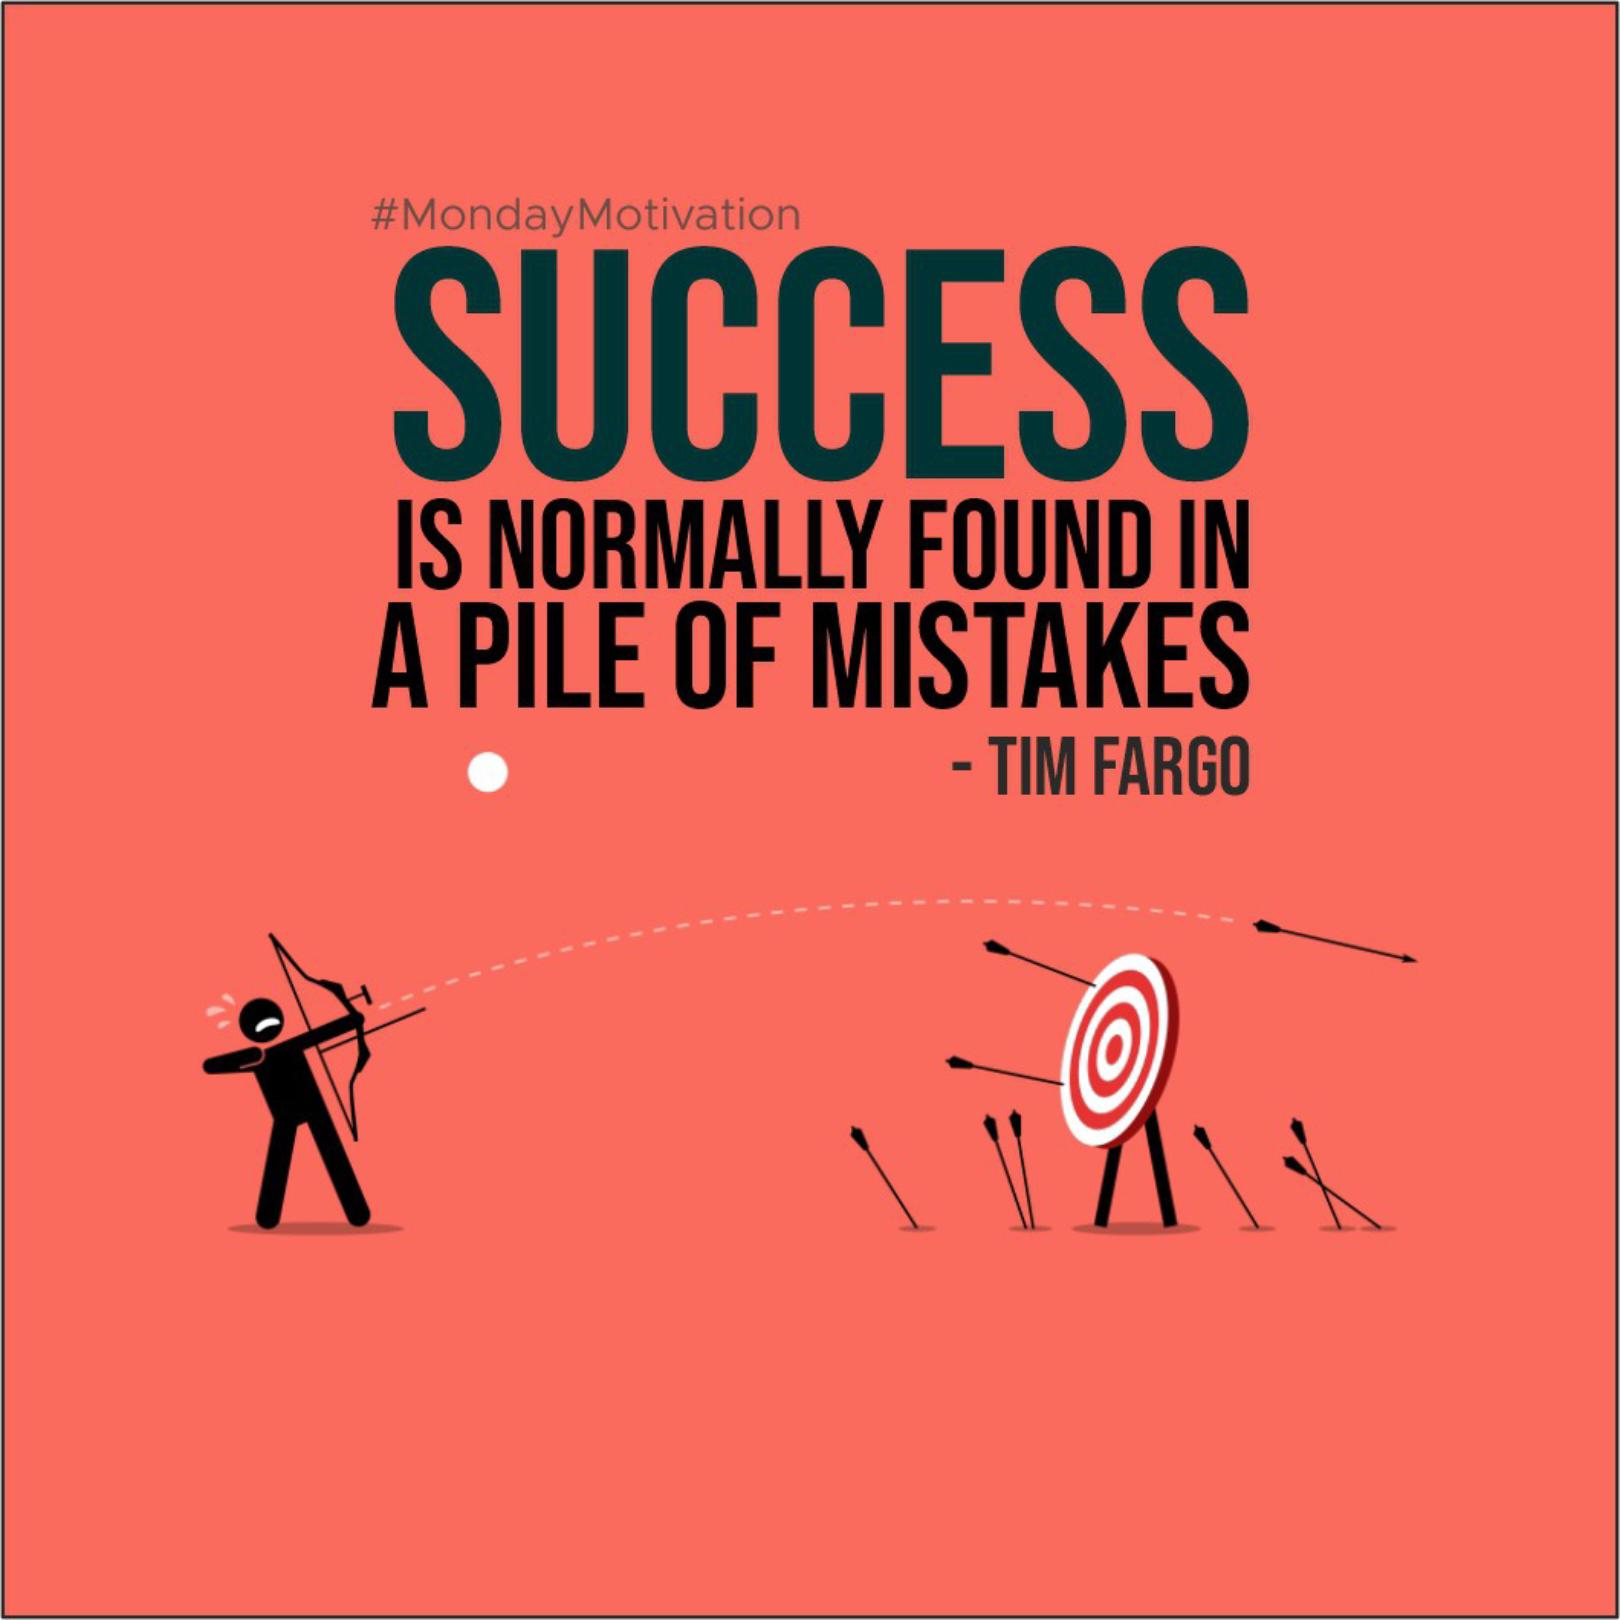 #MondayMotivation
SUCCESS
IS NORMALLY FOUND IN
A PILE OF MISTAKES
- TIM FARGO